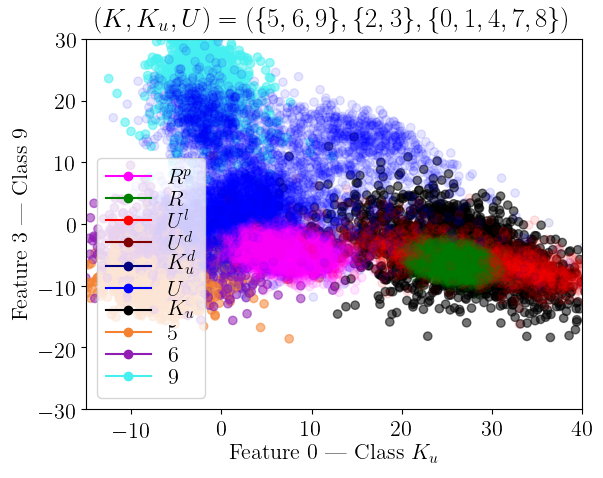 (K, K_u, U) = ({5, 6, 9}, {2, 3}, {0, 1, 4, 7, 8})
30
20
10
0
−10
−20
−30
Feature 3 — Class 9
R^p
R
U^l
U^d
K_u^d
U
K_u
5
6
9
−10
0
10
20
30
40
Feature 0 — Class K_u